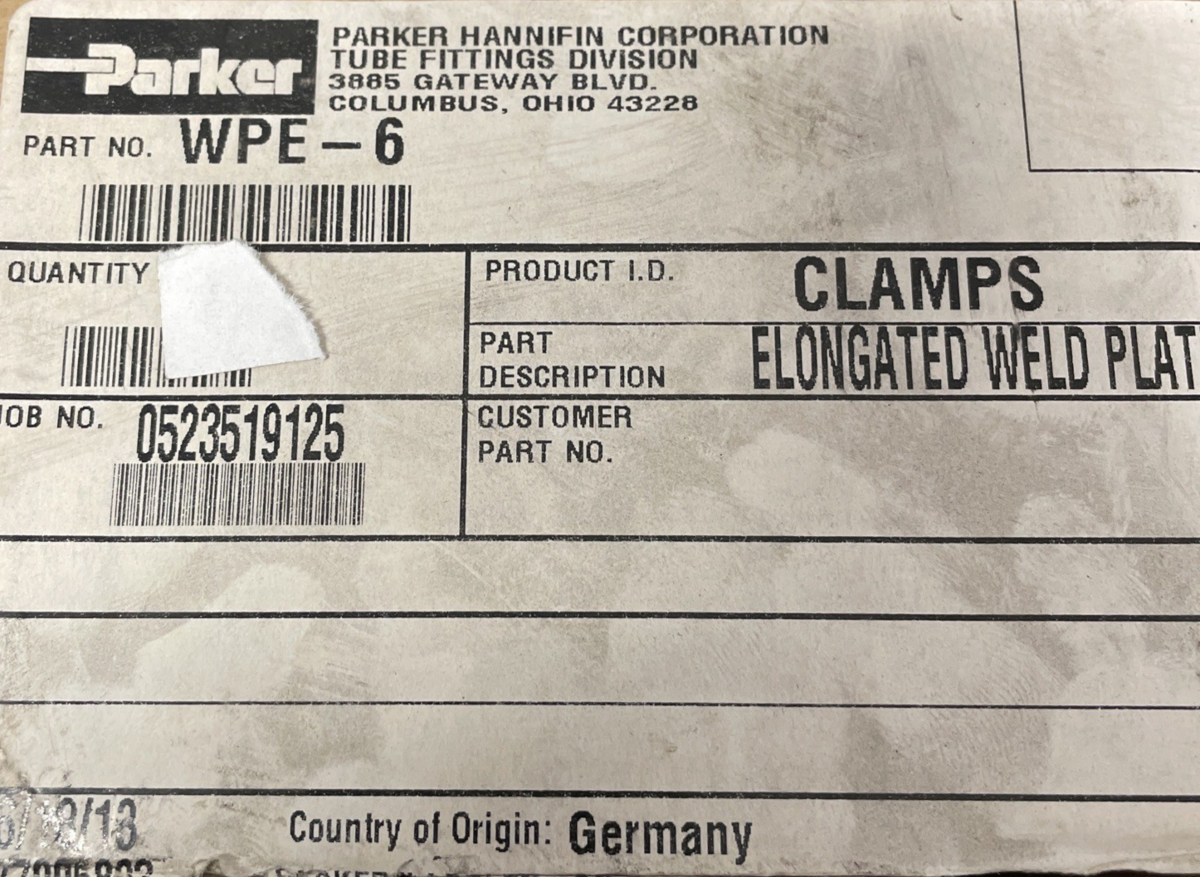 Parker
PARKER HANNIFIN CORPORATION
TUBE FITTINGS DIVISION
3885 GATEWAY BLVD.
COLUMBUS, OHIO 43228
PART NO. WPE-6
QUANTITY
PRODUCT I.D. CLAMPS
PART DESCRIPTION ELONGATED WELD PLAT
JOB NO. 0523519125
CUSTOMER
PART NO.
Country of Origin: Germany